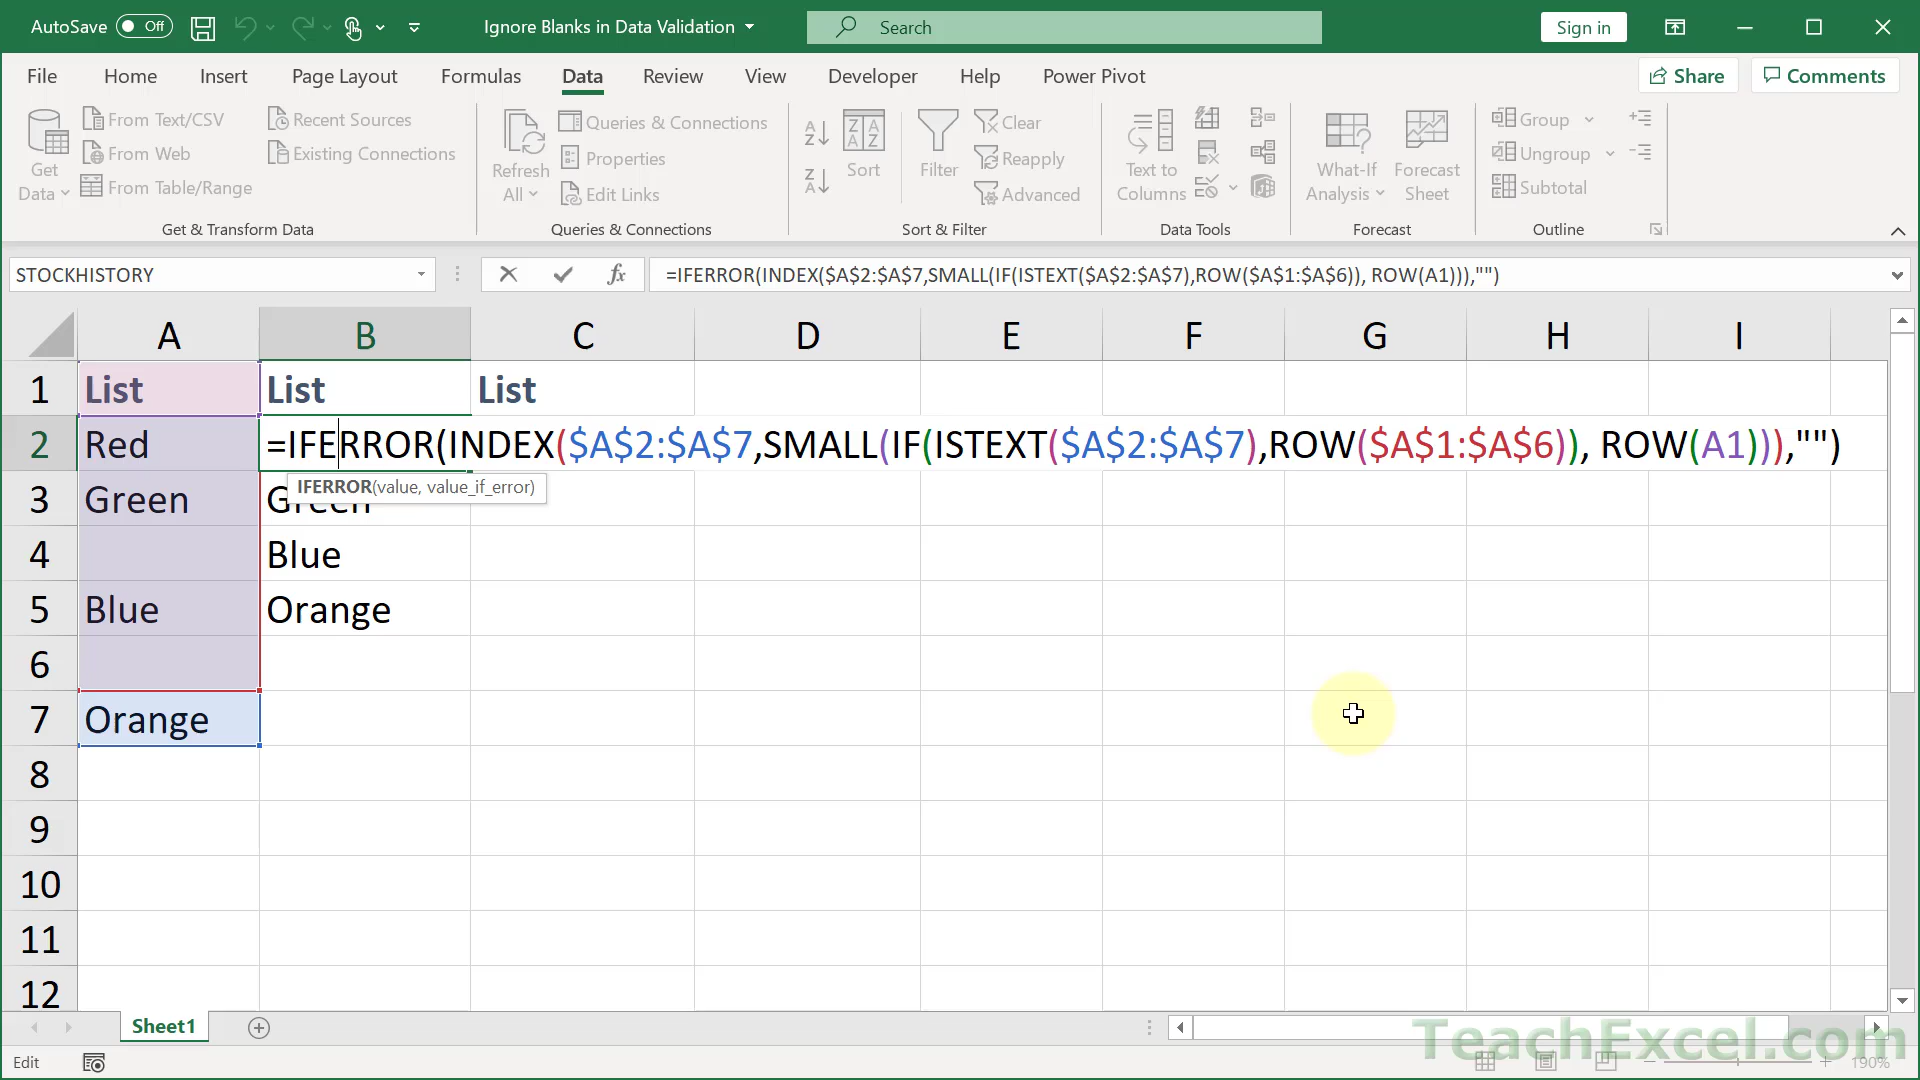 AutoSave Off Ignore Blanks in Data Validation Search Sign in
File Home Insert Page Layout Formulas Data Review View Developer Help Power Pivot Share Comments
Get Data
From Text/CSV
From Web
From Table/Range
Recent Sources
Existing Connections
Get & Transform Data
Refresh All
Queries & Connections
Properties
Edit Links
Queries & Connections
Sort
Filter
Clear
Reapply
Advanced
Sort & Filter
Text to Columns
Data Tools
What-If Analysis
Forecast Sheet
Forecast
Group
Ungroup
Subtotal
Outline
STOCKHISTORY fx =IFERROR(INDEX($A$2:$A$7,SMALL(IF(ISTEXT($A$2:$A$7),ROW($A$1:$A$6)), ROW(A1))),"")
A B C D E F G H I
1 List List List
2 Red =IFERROR(INDEX($A$2:$A$7,SMALL(IF(ISTEXT($A$2:$A$7),ROW($A$1:$A$6)), ROW(A1))),"")
IFERROR(value, value_if_error)
3 Green Green
4 Blue
5 Blue Orange
6
7 Orange
8
9
10
11
12
Sheet1
TeachExcel.com
Edit 190%